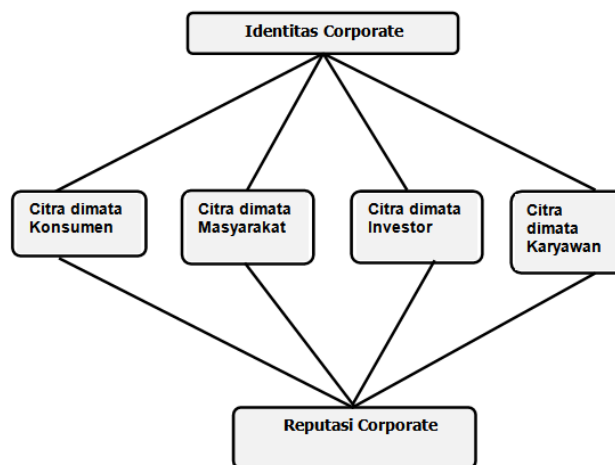 Identitas Corporate
Citra dimata
Konsumen
Citra dimata
Masyarakat
Citra dimata
Investor
Citra
dimata
Karyawan
Reputasi Corporate